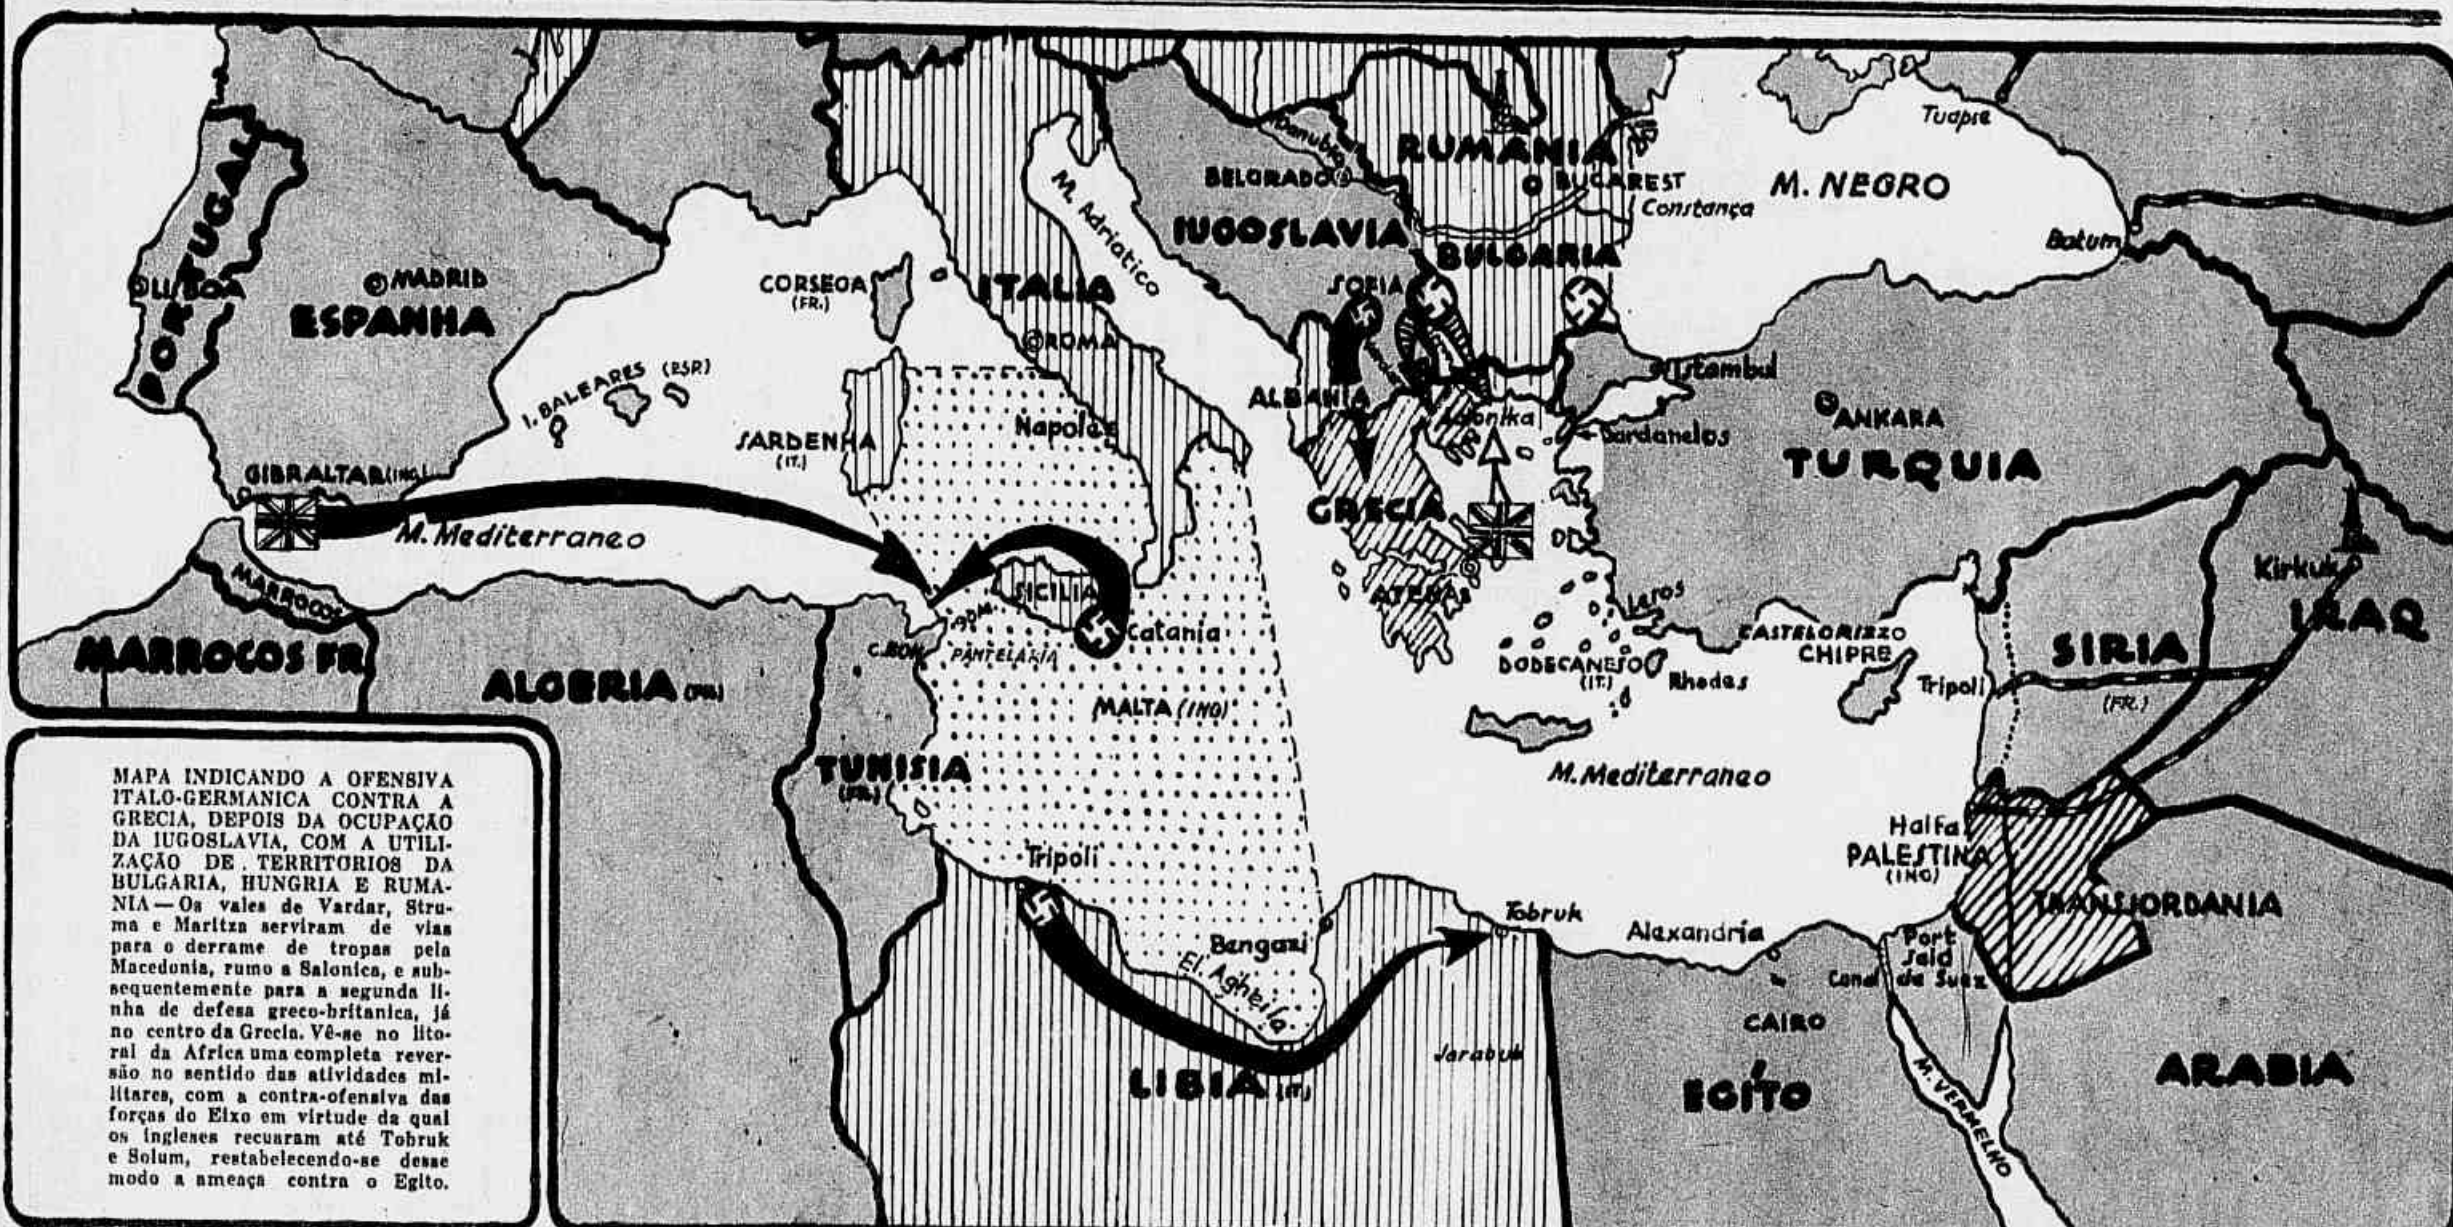 PORTUGAL
LISBOA
MADRID
ESPANHA
I. BALEARES (ESP.)
GIBRALTAR (ING.)
M. Mediterraneo
MARROCOS
MARROCOS FR.
ALGERIA (FR.)
CORSEGA
(FR.)
SARDENHA
(IT.)
ITALIA
ROMA
Napoles
M. Adriatico
SICILIA
Catania
C. BON
PANTELARIA
MALTA (ING)
TUNISIA
(FR.)
Tripoli
Bengazi
El. Agheila
LIBIA (IT.)
Jarabub
Tobruk
Danubio
BELGRADO
IUGOSLAVIA
RUMANIA
BUCAREST
Constança
BULGARIA
SOFIA
ALBANIA
Salonika
GRECIA
ATENAS
M. NEGRO
Tuapse
Batum
Istambul
Dardanelos
ANKARA
TURQUIA
Leros
DODECANESO
(IT.)
Rhodes
CASTELORIZZO
CHIPRE
Tripoli
SIRIA
(FR.)
Kirkuk
IRAQ
M. Mediterraneo
Haifa
PALESTINA
(ING)
TRANSJORDANIA
Alexandria
Port
Said
Canal de Suez
CAIRO
EGÍTO
M. VERMELHO
ARABIA
MAPA INDICANDO A OFENSIVA
ITALO-GERMANICA CONTRA A
GRECIA, DEPOIS DA OCUPAÇÃO
DA IUGOSLAVIA, COM A UTILI-
ZAÇÃO DE TERRITORIOS DA
BULGARIA, HUNGRIA E RUMA-
NIA — Os vales de Vardar, Stru-
ma e Maritza serviram de vias
para o derrame de tropas pela
Macedonia, rumo a Salonica, e sub-
sequentemente para a segunda li-
nha de defesa greco-britanica, já
no centro da Grecia. Vê-se no lito-
ral da Africa uma completa rever-
são no sentido das atividades mi-
litares, com a contra-ofensiva das
forças do Eixo em virtude da qual
os ingleses recuaram até Tobruk
e Solum, restabelecendo-se desse
modo a ameaça contra o Egito.